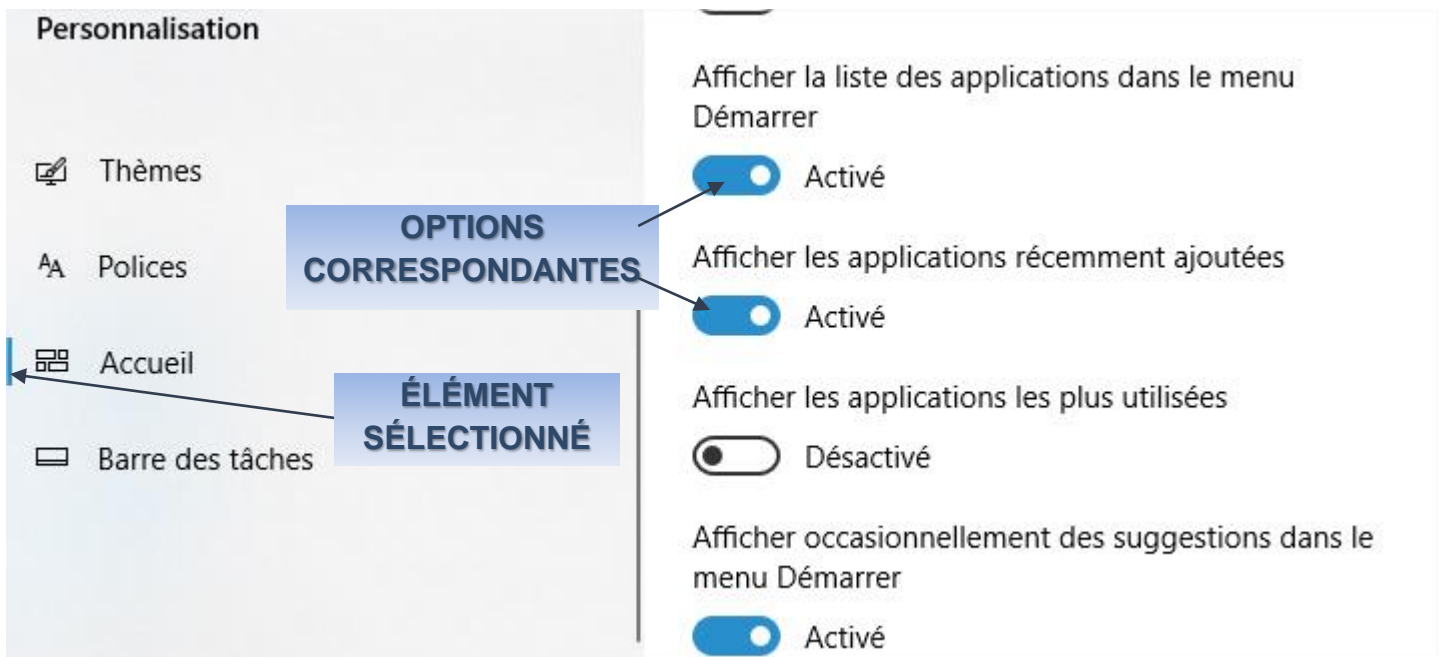 Personnalisation
Thèmes
Polices
Accueil
Barre des tâches
OPTIONS
CORRESPONDANTES
ÉLÉMENT
SÉLECTIONNÉ
Afficher la liste des applications dans le menu
Démarrer
Activé
Afficher les applications récemment ajoutées
Activé
Afficher les applications les plus utilisées
Désactivé
Afficher occasionnellement des suggestions dans le
menu Démarrer
Activé